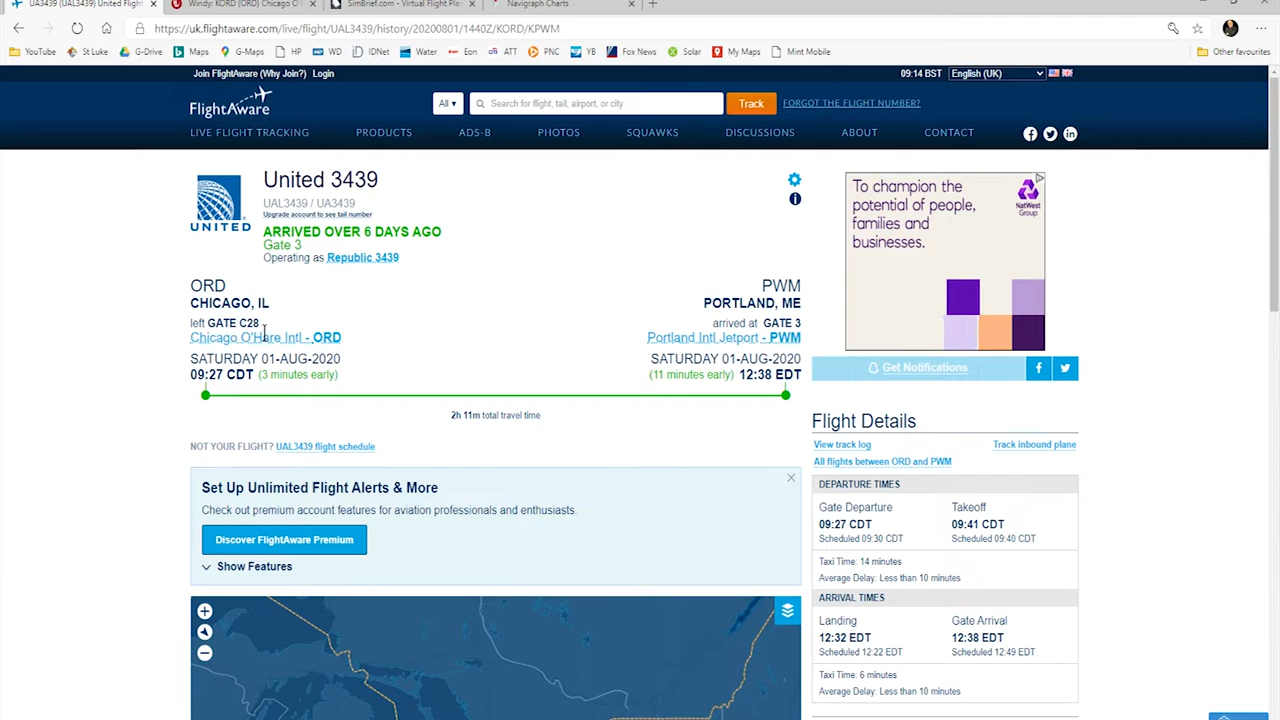 UA3439 (UAL3439) United Flight
Windy: KORD (ORD) Chicago O'
SimBrief.com - Virtual Flight Plan
Navigraph Charts
https://uk.flightaware.com/live/flight/UAL3439/history/20200801/1440Z/KORD/KPWM
YouTube St Luke G-Drive Maps G-Maps HP WD IDNet Water Eon ATT PNC YB Fox News Solar My Maps Mint Mobile Other favourites
Join FlightAware (Why Join?) Login
09:14 BST English (UK)
FlightAware
All
Search for flight, tail, airport, or city
Track
FORGOT THE FLIGHT NUMBER?
LIVE FLIGHT TRACKING PRODUCTS ADS-B PHOTOS SQUAWKS DISCUSSIONS ABOUT CONTACT
UNITED
United 3439
UAL3439 / UA3439
Upgrade account to see tail number
ARRIVED OVER 6 DAYS AGO
Gate 3
Operating as Republic 3439
ORD
CHICAGO, IL
left GATE C28
Chicago O'Hare Intl - ORD
SATURDAY 01-AUG-2020
09:27 CDT (3 minutes early)
PWM
PORTLAND, ME
arrived at GATE 3
Portland Intl Jetport - PWM
SATURDAY 01-AUG-2020
(11 minutes early) 12:38 EDT
2h 11m total travel time
NOT YOUR FLIGHT? UAL3439 flight schedule
Set Up Unlimited Flight Alerts & More
Check out premium account features for aviation professionals and enthusiasts.
Discover FlightAware Premium
Show Features
To champion the
potential of people,
families and
businesses.
NatWest
Group
Get Notifications
Flight Details
View track log Track inbound plane
All flights between ORD and PWM
DEPARTURE TIMES
Gate Departure Takeoff
09:27 CDT 09:41 CDT
Scheduled 09:30 CDT Scheduled 09:40 CDT
Taxi Time: 14 minutes
Average Delay: Less than 10 minutes
ARRIVAL TIMES
Landing Gate Arrival
12:32 EDT 12:38 EDT
Scheduled 12:22 EDT Scheduled 12:49 EDT
Taxi Time: 6 minutes
Average Delay: Less than 10 minutes